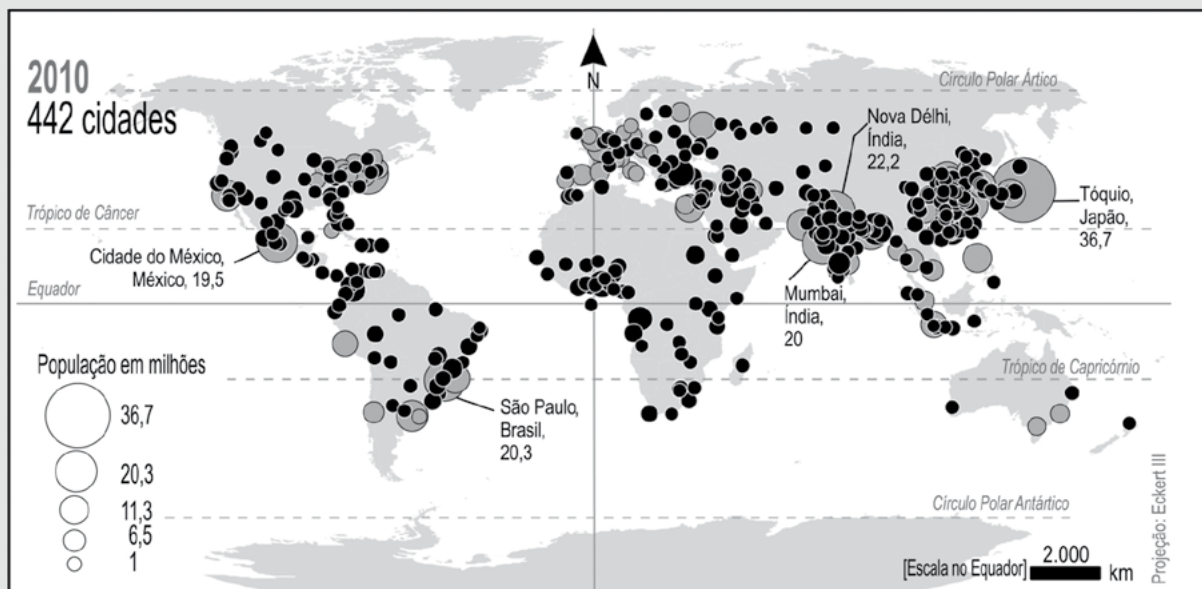 2010
442 cidades
N
Círculo Polar Ártico
Nova Délhi,
Índia,
22,2
Trópico de Câncer
Tóquio,
Japão,
36,7
Cidade do México,
México, 19,5
Equador
Mumbai,
Índia,
20
População em milhões
36,7
20,3
11,3
6,5
1
Trópico de Capricórnio
São Paulo,
Brasil,
20,3
Círculo Polar Antártico
Projeção: Eckert III
[Escala no Equador] 2.000 km